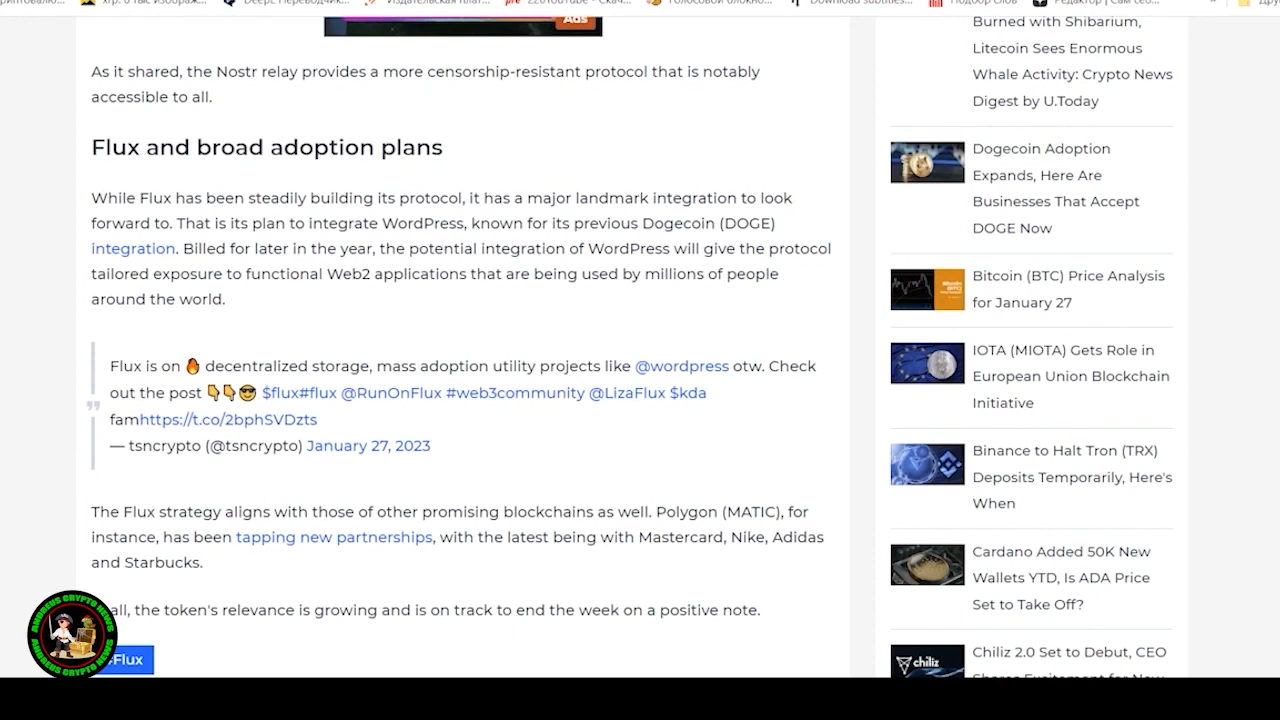 Ads
As it shared, the Nostr relay provides a more censorship-resistant protocol that is notably
accessible to all.
Flux and broad adoption plans
While Flux has been steadily building its protocol, it has a major landmark integration to look
forward to. That is its plan to integrate WordPress, known for its previous Dogecoin (DOGE)
integration. Billed for later in the year, the potential integration of WordPress will give the protocol
tailored exposure to functional Web2 applications that are being used by millions of people
around the world.
Flux is on 🔥 decentralized storage, mass adoption utility projects like @wordpress otw. Check
out the post 👇👇😎 $flux#flux @RunOnFlux #web3community @LizaFlux $kda
famhttps://t.co/2bphSVDzts
— tsncrypto (@tsncrypto) January 27, 2023
The Flux strategy aligns with those of other promising blockchains as well. Polygon (MATIC), for
instance, has been tapping new partnerships, with the latest being with Mastercard, Nike, Adidas
and Starbucks.
all, the token's relevance is growing and is on track to end the week on a positive note.
#Flux
ANDREUS CRYPTO NEWS
ANDREUS CRYPTO NEWS
Burned with Shibarium,
Litecoin Sees Enormous
Whale Activity: Crypto News
Digest by U.Today
Dogecoin Adoption
Expands, Here Are
Businesses That Accept
DOGE Now
Bitcoin (BTC) Price Analysis
for January 27
IOTA (MIOTA) Gets Role in
European Union Blockchain
Initiative
Binance to Halt Tron (TRX)
Deposits Temporarily, Here's
When
Cardano Added 50K New
Wallets YTD, Is ADA Price
Set to Take Off?
chiliz
Chiliz 2.0 Set to Debut, CEO